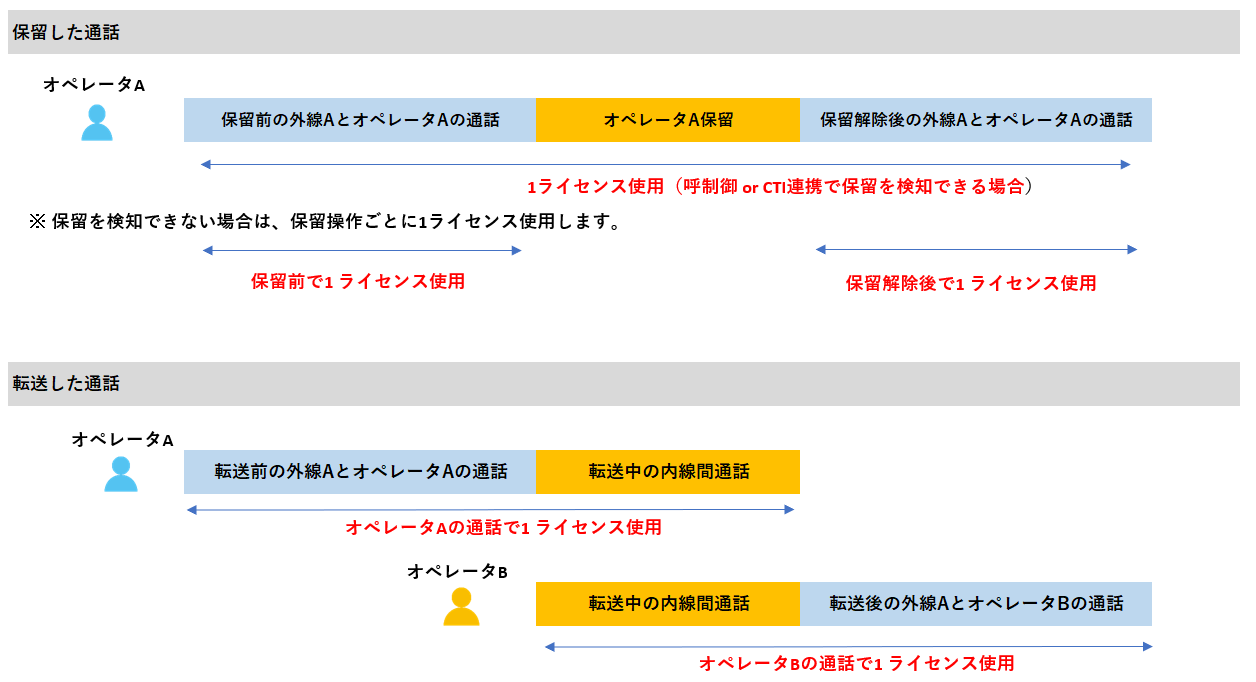 保留した通話
オペレータA
保留前の外線AとオペレータAの通話
オペレータA保留
保留解除後の外線AとオペレータAの通話
1ライセンス使用（呼制御 or CTI連携で保留を検知できる場合）
※ 保留を検知できない場合は、保留操作ごとに1ライセンス使用します。
保留前で1 ライセンス使用
保留解除後で1 ライセンス使用
転送した通話
オペレータA
転送前の外線AとオペレータAの通話
転送中の内線間通話
オペレータAの通話で1 ライセンス使用
オペレータB
転送中の内線間通話
転送後の外線AとオペレータBの通話
オペレータBの通話で1 ライセンス使用